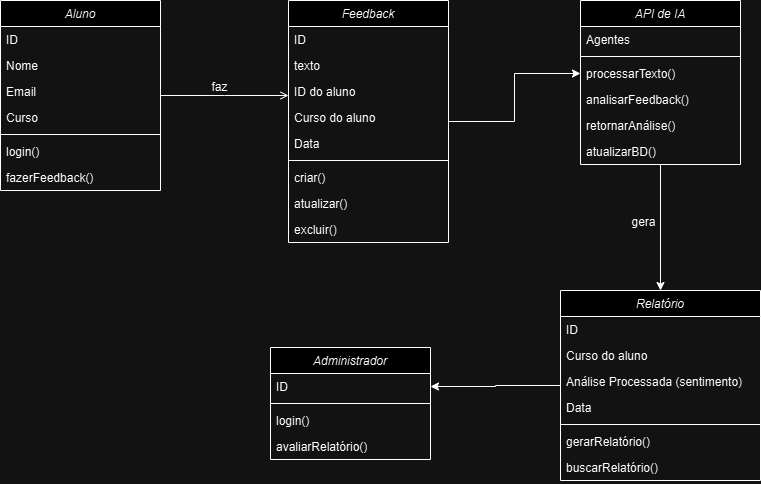 Aluno
ID
Nome
Email
Curso
login()
fazerFeedback()
faz
Feedback
ID
texto
ID do aluno
Curso do aluno
Data
criar()
atualizar()
excluir()
API de IA
Agentes
processarTexto()
analisarFeedback()
retornarAnálise()
atualizarBD()
gera
Relatório
ID
Curso do aluno
Análise Processada (sentimento)
Data
gerarRelatório()
buscarRelatório()
Administrador
ID
login()
avaliarRelatório()